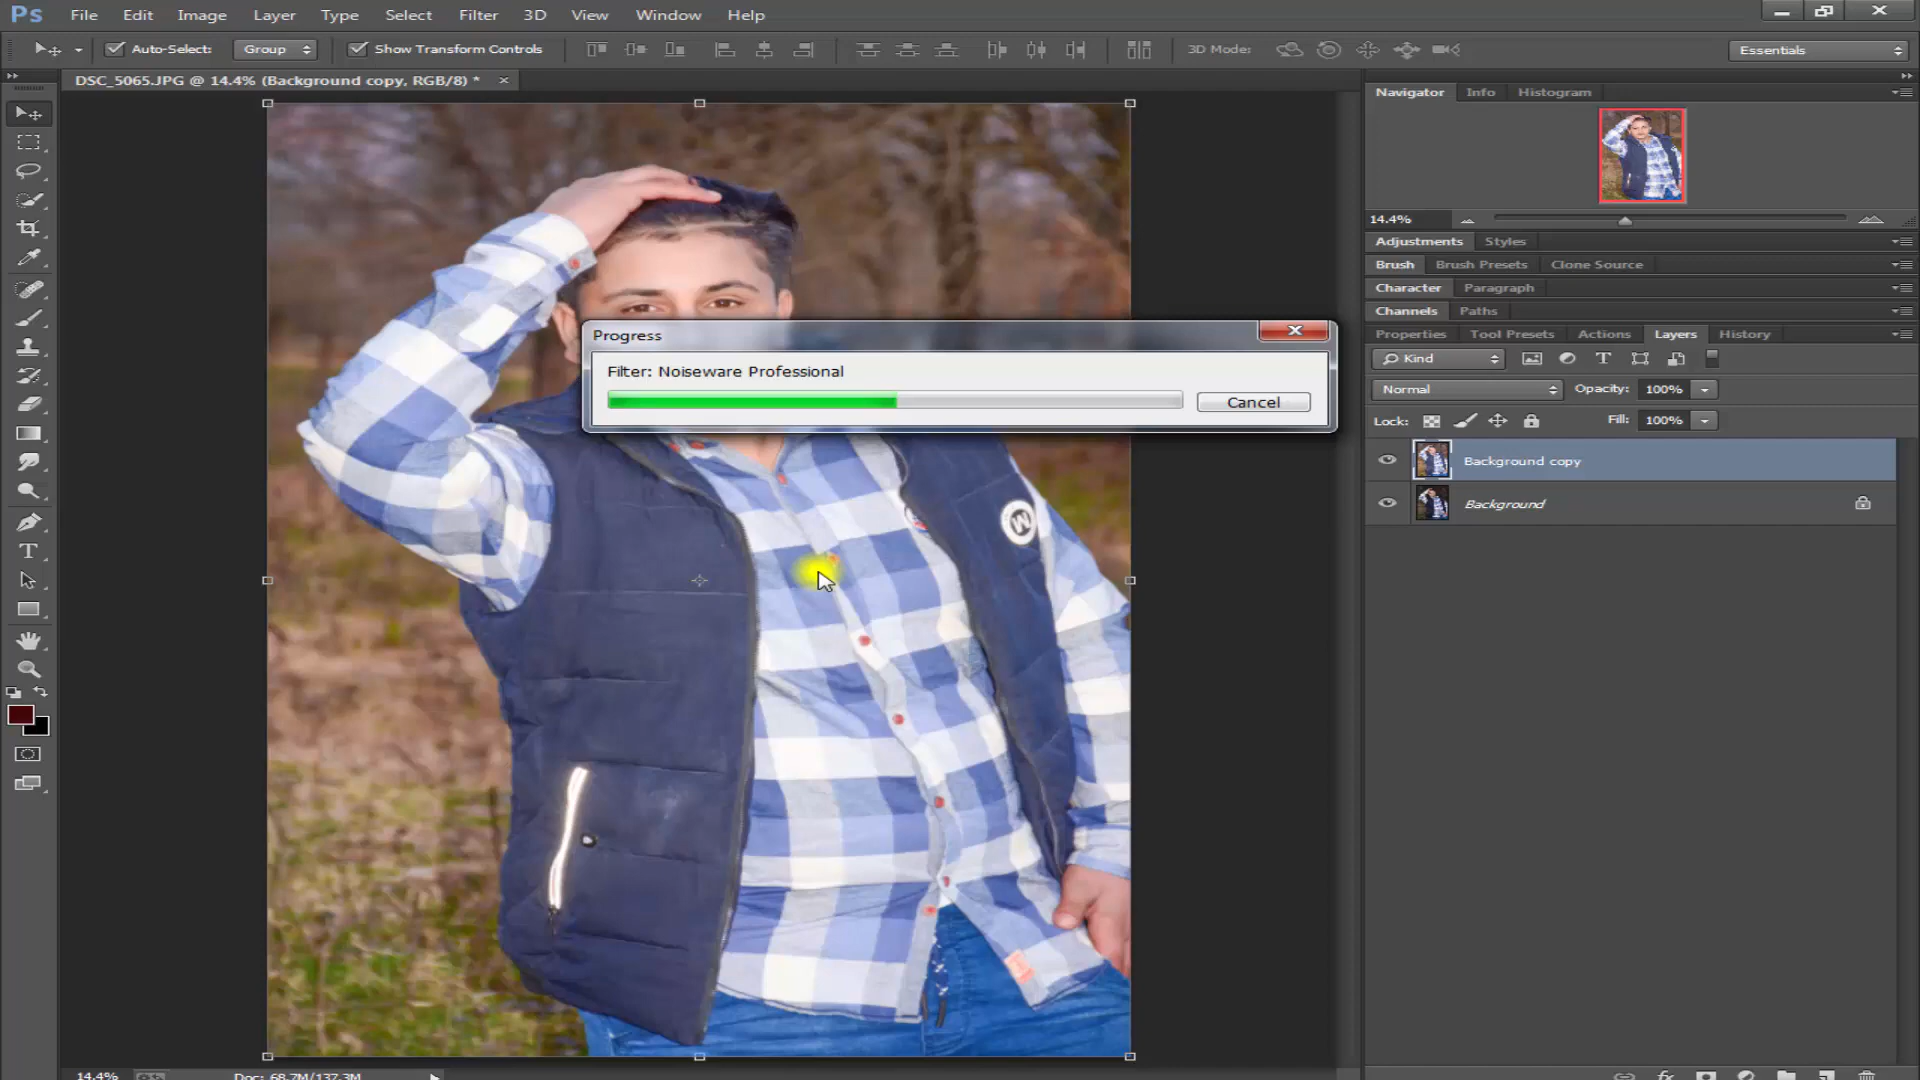 Ps File Edit Image Layer Type Select Filter 3D View Window Help
Auto-Select: Group Show Transform Controls 3D Mode: Essentials
DSC_5065.JPG @ 14.4% (Background copy, RGB/8) * ×
Navigator Info Histogram
14.4%
Adjustments Styles
Brush Brush Presets Clone Source
Character Paragraph
Channels Paths
Properties Tool Presets Actions Layers History
Kind
Normal Opacity: 100%
Lock: Fill: 100%
Background copy
Background
Progress
Filter: Noiseware Professional
Cancel
M
14.4% Doc: 68.7M/137.3M